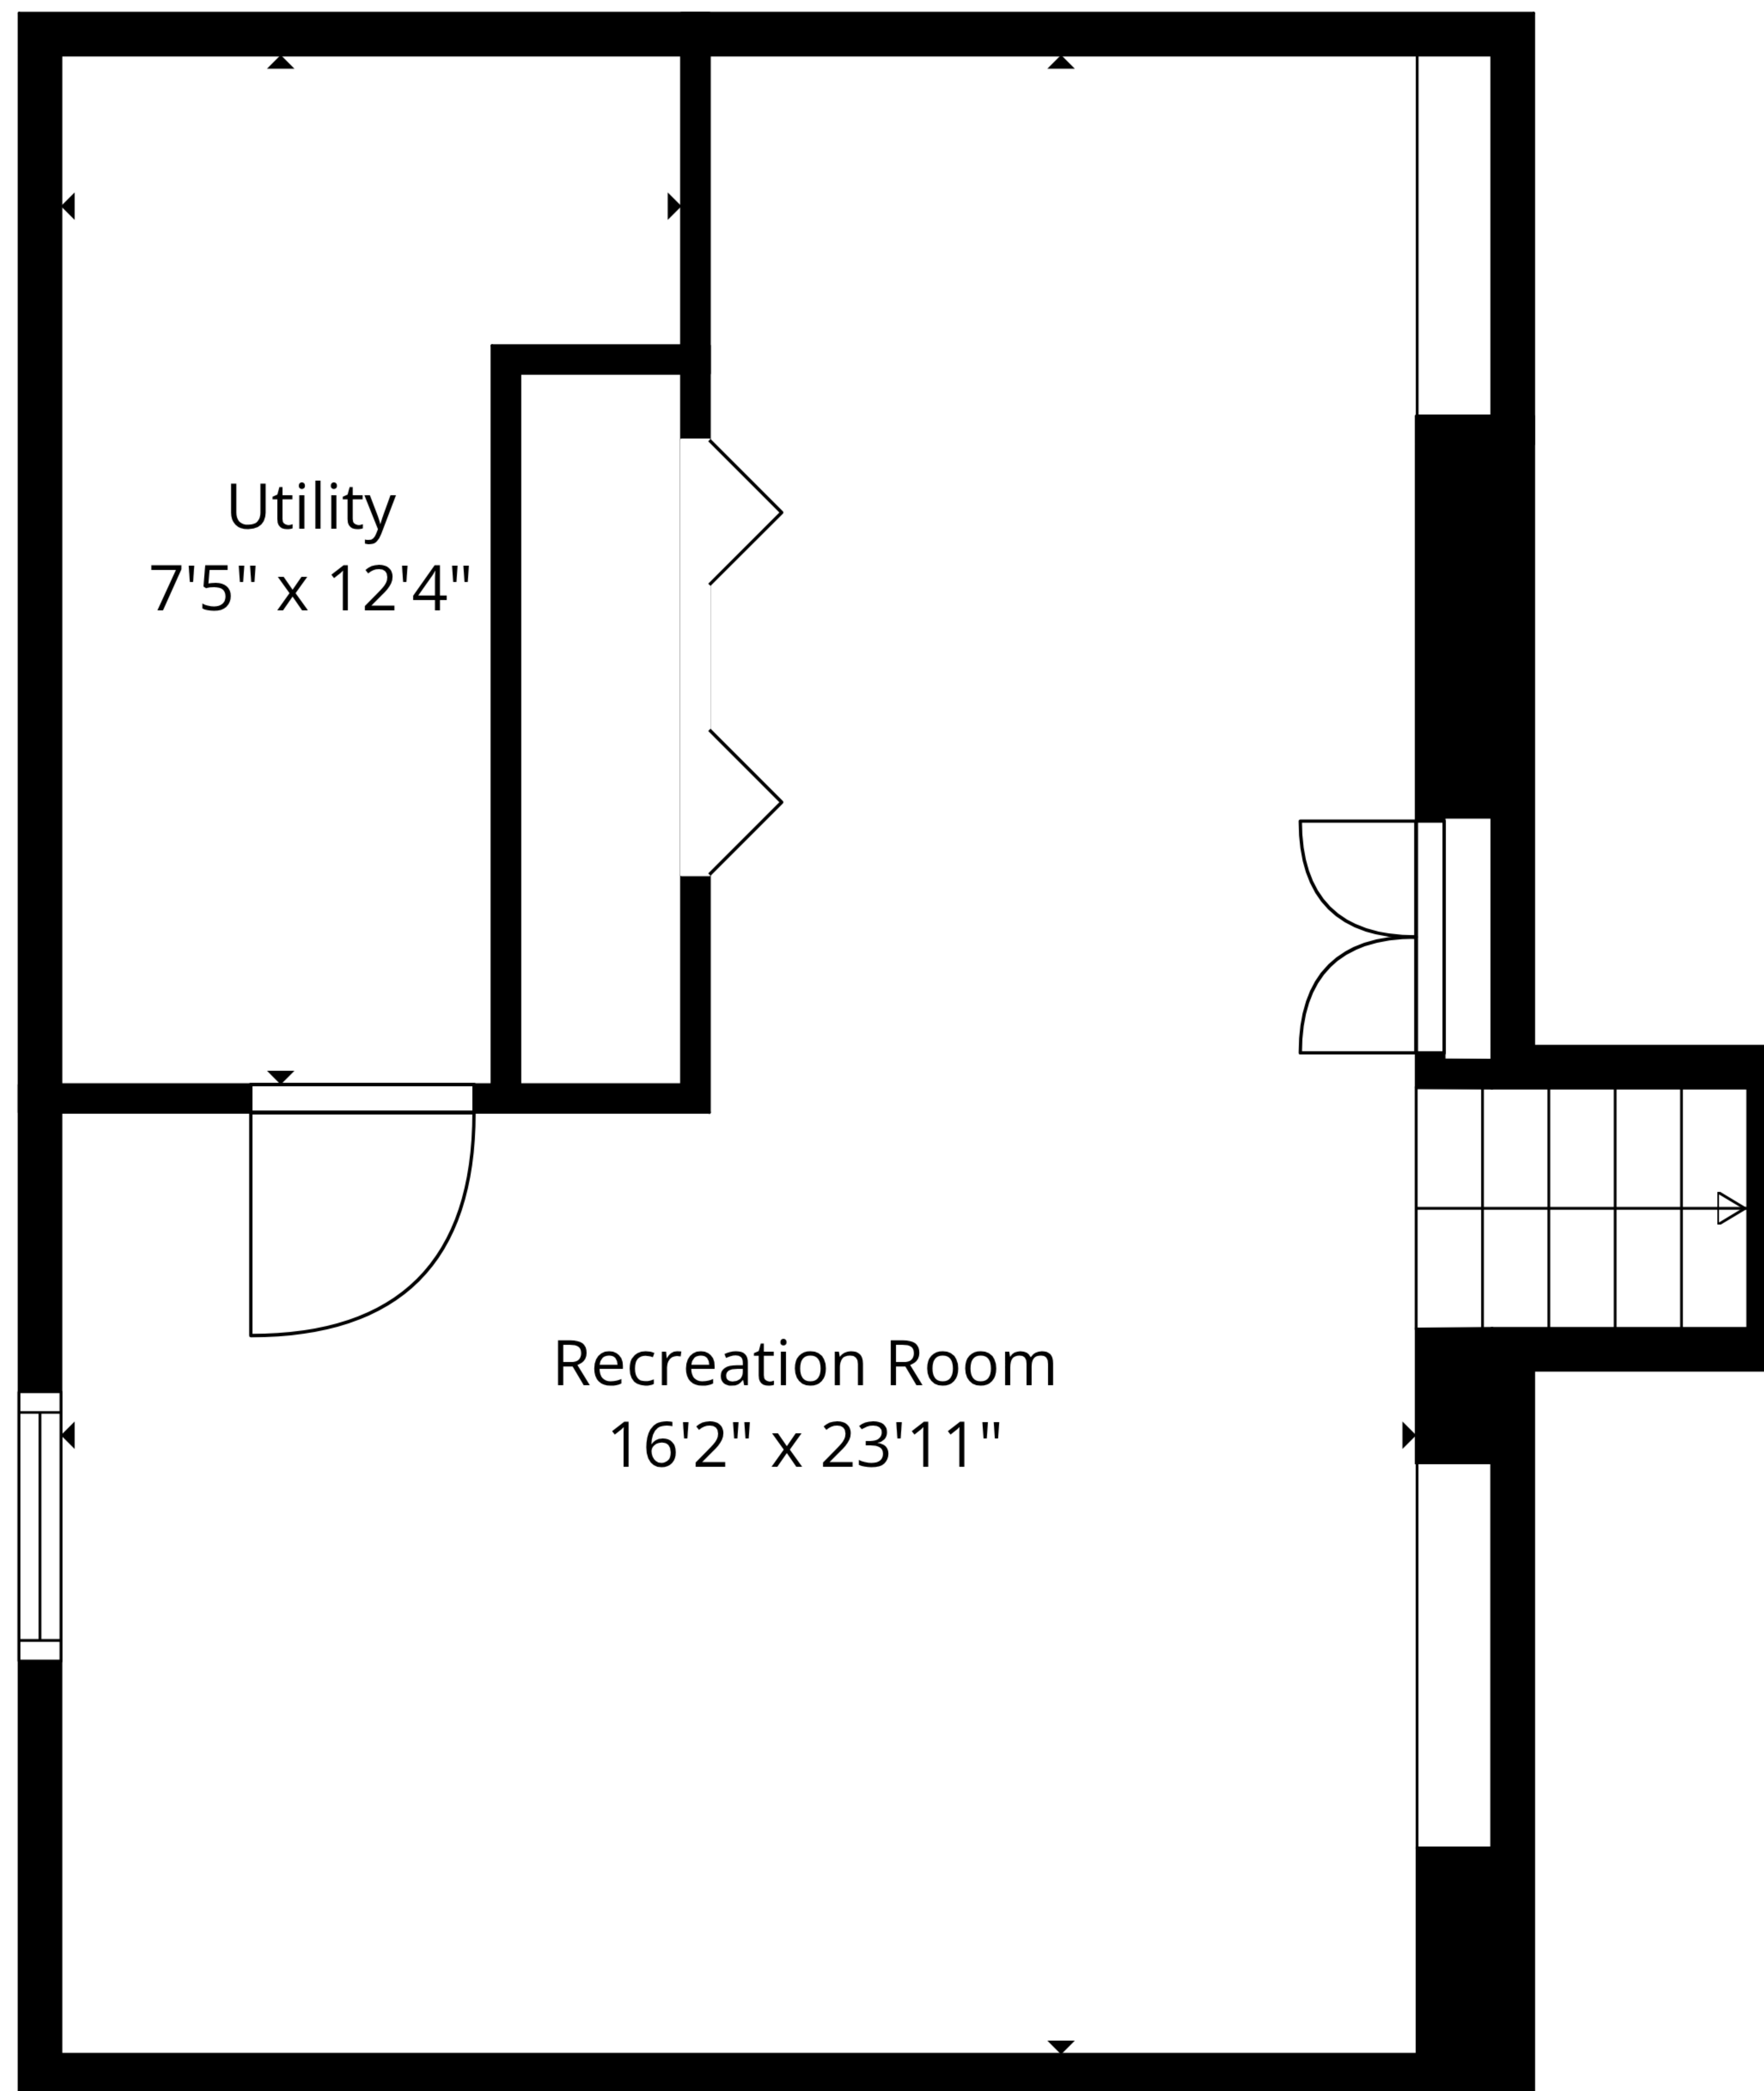 Utility
7'5" x 12'4"
Recreation Room
16'2" x 23'11"